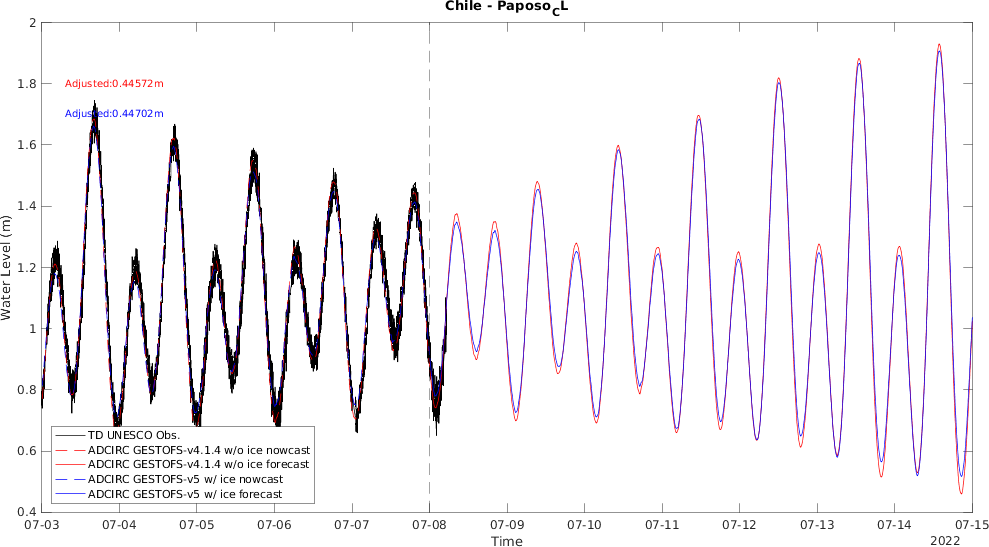 Chile - Paposo_CL
Water Level (m)
2
1.8
1.6
1.4
1.2
1
0.8
0.6
0.4
Adjusted:0.44572m
Adjusted:0.44702m
TD UNESCO Obs.
ADCIRC GESTOFS-v4.1.4 w/o ice nowcast
ADCIRC GESTOFS-v4.1.4 w/o ice forecast
ADCIRC GESTOFS-v5 w/ ice nowcast
ADCIRC GESTOFS-v5 w/ ice forecast
07-03 07-04 07-05 07-06 07-07 07-08 07-09 07-10 07-11 07-12 07-13 07-14 07-15
Time
2022